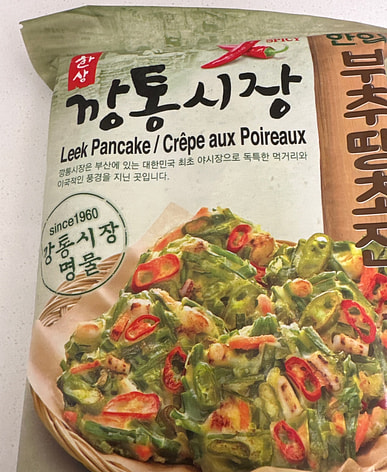 한상
SPICY
깡통시장
Leek Pancake / Crêpe aux Poireaux
깡통시장은 부산에 있는 대한민국 최초 야시장으로 독특한 먹거리와
이국적인 풍경을 지닌 곳입니다.
since1960
깡통시장
명물
부추땡초전